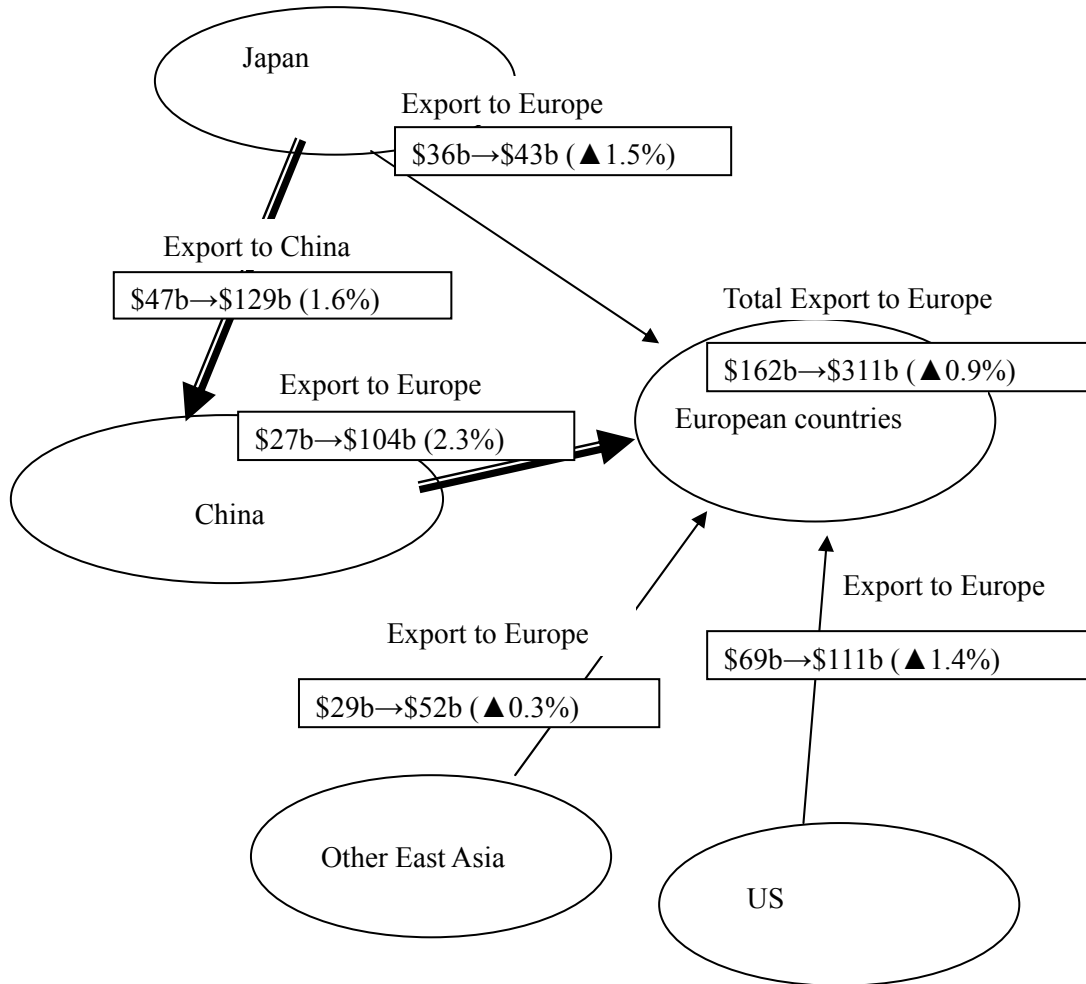 Japan
Export to Europe
$36b→$43b (▲1.5%)
Export to China
$47b→$129b (1.6%)
Total Export to Europe
$162b→$311b (▲0.9%)
European countries
Export to Europe
$27b→$104b (2.3%)
China
Export to Europe
$29b→$52b (▲0.3%)
Export to Europe
$69b→$111b (▲1.4%)
Other East Asia
US